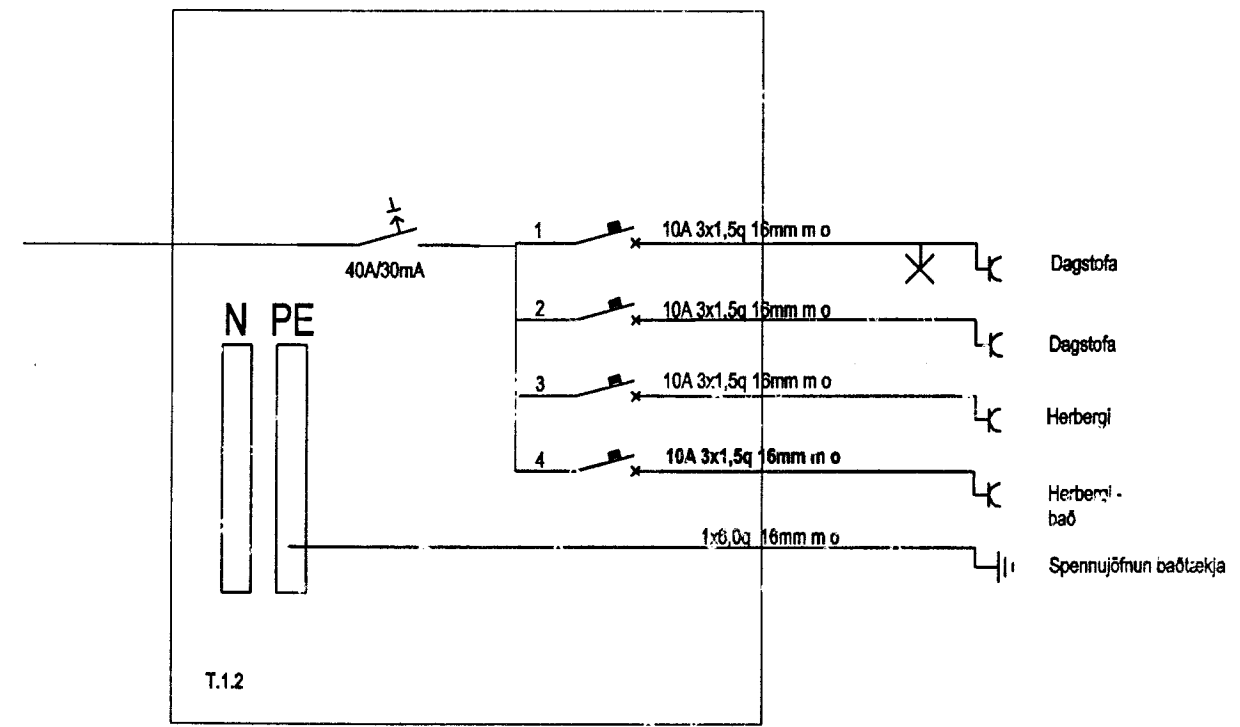 1 10A 3x1,5q 16mm m o
Dagstofa
40A/30mA
N PE
2 10A 3x1,5q 16mm m o
Dagstofa
3 10A 3x1,5q 16mm m o
Herbergi
4 10A 3x1,5q 16mm m o
Herbergi -
bað
1x6,0q 16mm m o
Spennujöfnun baðtækja
T.1.2